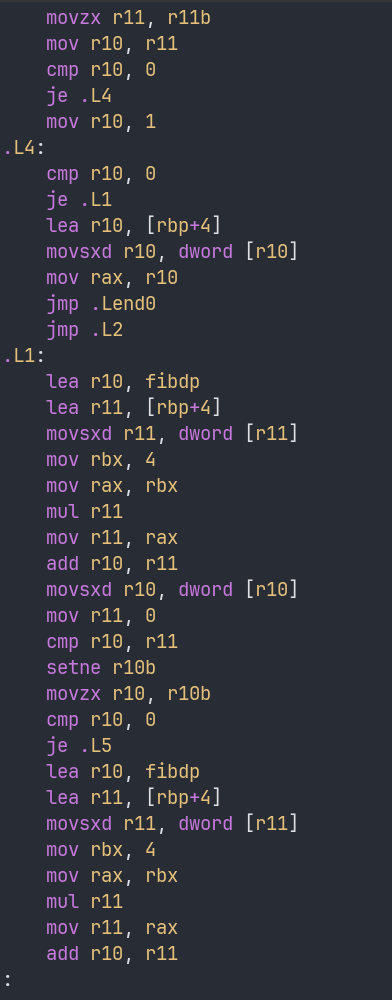 movzx r11, r11b
mov r10, r11
cmp r10, 0
je .L4
mov r10, 1
.L4:
cmp r10, 0
je .L1
lea r10, [rbp+4]
movsxd r10, dword [r10]
mov rax, r10
jmp .Lend0
jmp .L2
.L1:
lea r10, fibdp
lea r11, [rbp+4]
movsxd r11, dword [r11]
mov rbx, 4
mov rax, rbx
mul r11
mov r11, rax
add r10, r11
movsxd r10, dword [r10]
mov r11, 0
cmp r10, r11
setne r10b
movzx r10, r10b
cmp r10, 0
je .L5
lea r10, fibdp
lea r11, [rbp+4]
movsxd r11, dword [r11]
mov rbx, 4
mov rax, rbx
mul r11
mov r11, rax
add r10, r11
: